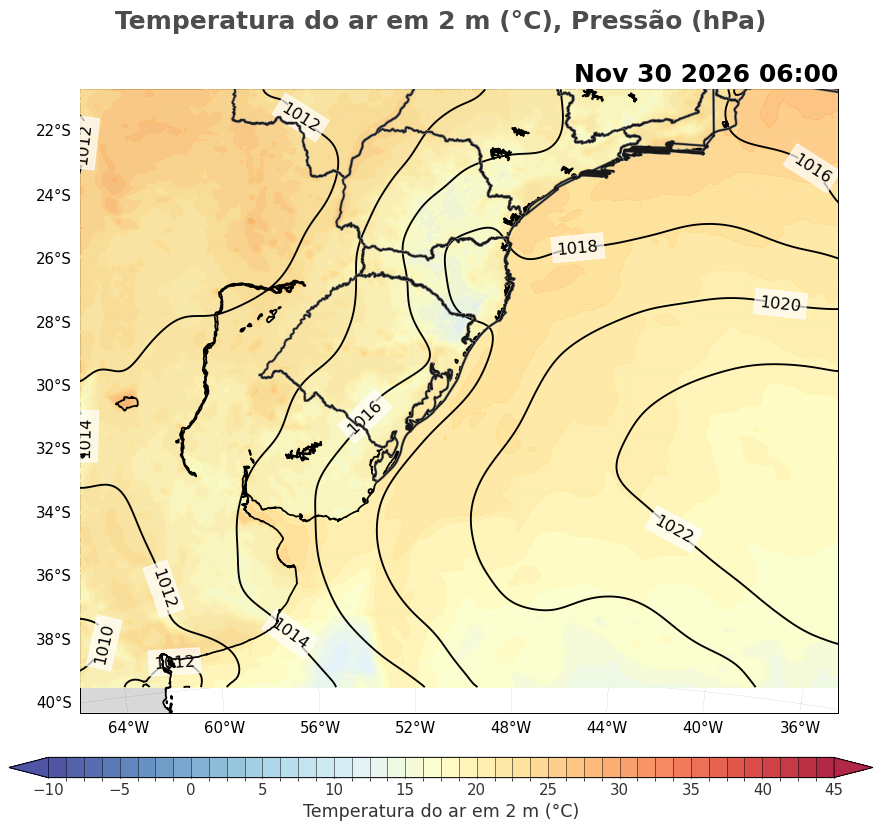 Temperatura do ar em 2 m (°C), Pressão (hPa)
Nov 30 2026 06:00
22°S
24°S
26°S
28°S
30°S
32°S
34°S
36°S
38°S
40°S
1012
1012
1016
1018
1020
1016
1014
1022
1012
1014
1010
1012
64°W 60°W 56°W 52°W 48°W 44°W 40°W 36°W
−10 −5 0 5 10 15 20 25 30 35 40 45
Temperatura do ar em 2 m (°C)